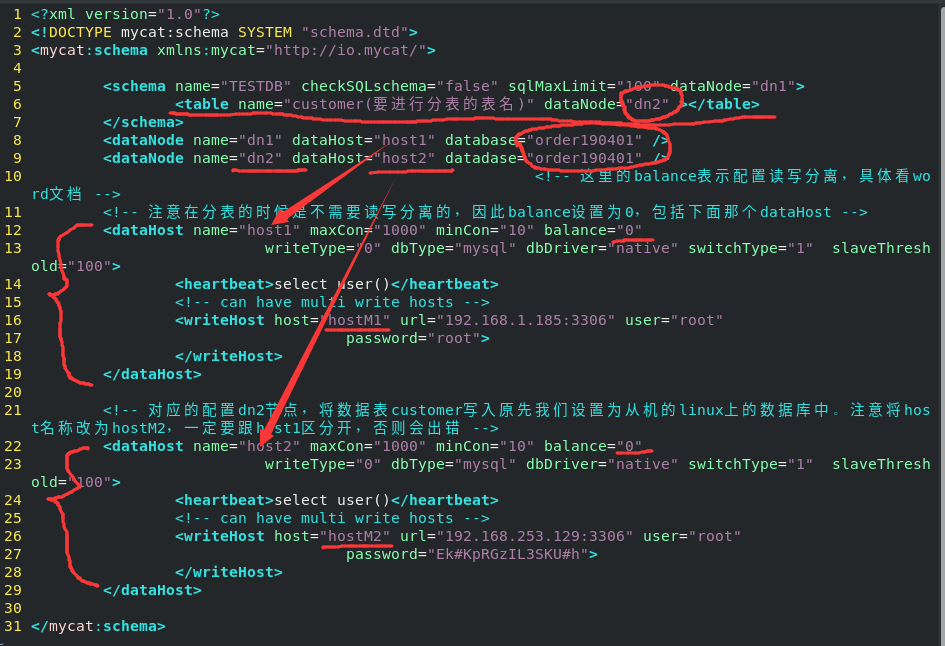 1 <?xml version="1.0"?>
2 <!DOCTYPE mycat:schema SYSTEM "schema.dtd">
3 <mycat:schema xmlns:mycat="http://io.mycat/">
4
5 <schema name="TESTDB" checkSQLschema="false" sqlMaxLimit="100" dataNode="dn1">
6 <table name="customer(要进行分表的表名)" dataNode="dn2" ></table>
7 </schema>
8 <dataNode name="dn1" dataHost="host1" database="order190401" />
9 <dataNode name="dn2" dataHost="host2" datadase="order190401" />
10 <!-- 这里的balance表示配置读写分离，具体看wo
rd文档 -->
11 <!-- 注意在分表的时候是不需要读写分离的，因此balance设置为0，包括下面那个dataHost -->
12 <dataHost name="host1" maxCon="1000" minCon="10" balance="0"
13 writeType="0" dbType="mysql" dbDriver="native" switchType="1" slaveThresh
old="100">
14 <heartbeat>select user()</heartbeat>
15 <!-- can have multi write hosts -->
16 <writeHost host="hostM1" url="192.168.1.185:3306" user="root"
17 password="root">
18 </writeHost>
19 </dataHost>
20
21 <!-- 对应的配置dn2节点，将数据表customer写入原先我们设置为从机的linux上的数据库中。注意将hos
t名称改为hostM2，一定要跟host1区分开，否则会出错 -->
22 <dataHost name="host2" maxCon="1000" minCon="10" balance="0"
23 writeType="0" dbType="mysql" dbDriver="native" switchType="1" slaveThresh
old="100">
24 <heartbeat>select user()</heartbeat>
25 <!-- can have multi write hosts -->
26 <writeHost host="hostM2" url="192.168.253.129:3306" user="root"
27 password="Ek#KpRGzIL3SKU#h">
28 </writeHost>
29 </dataHost>
30
31 </mycat:schema>